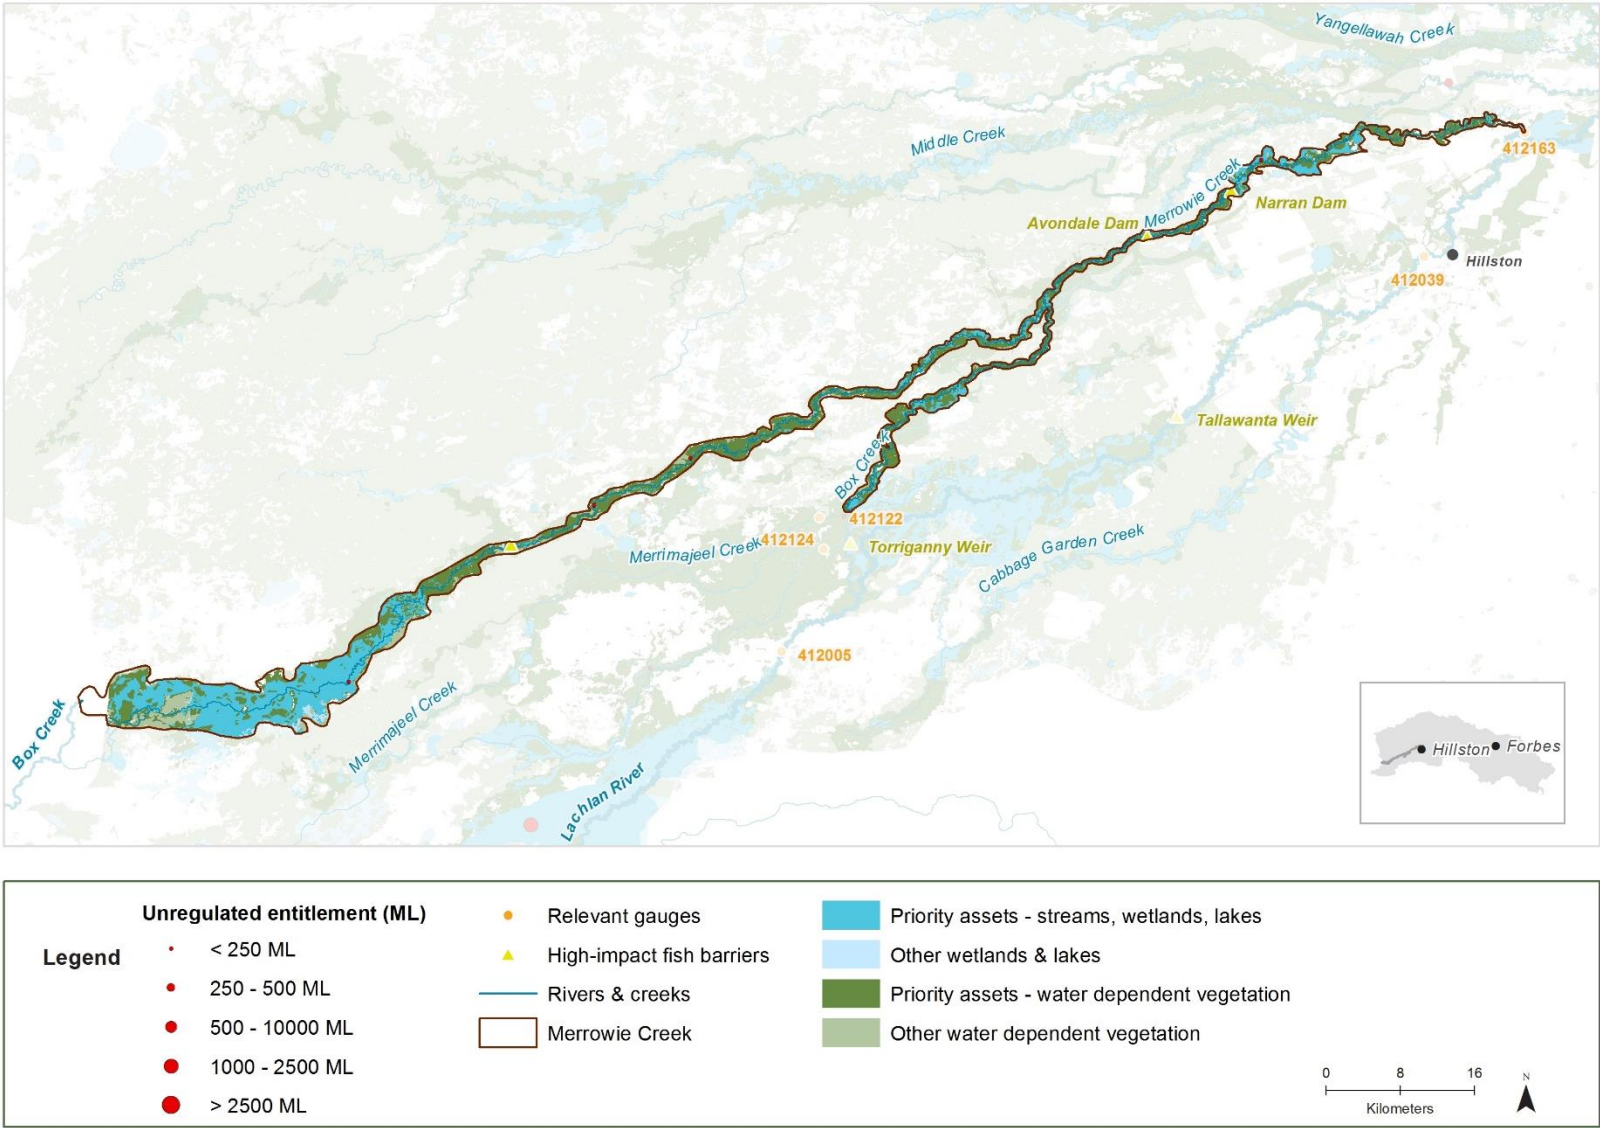 Yangellawah Creek
Middle Creek
412163
Merrowie Creek
Narran Dam
Avondale Dam
Hillston
412039
Tallawanta Weir
Box Creek
412122
412124
Merrimajeel Creek
Torriganny Weir
Cabbage Garden Creek
412005
Merrimajeel Creek
Box Creek
Lachlan River
Hillston
Forbes
Legend
Unregulated entitlement (ML)
< 250 ML
250 - 500 ML
500 - 10000 ML
1000 - 2500 ML
> 2500 ML
Relevant gauges
High-impact fish barriers
Rivers & creeks
Merrowie Creek
Priority assets - streams, wetlands, lakes
Other wetlands & lakes
Priority assets - water dependent vegetation
Other water dependent vegetation
0 8 16
Kilometers
N